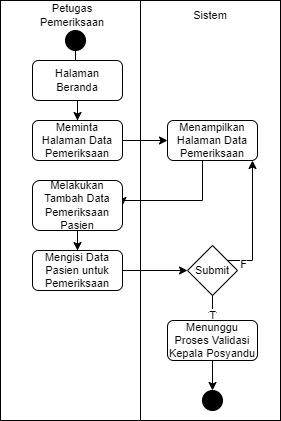 Petugas
Pemeriksaan
Sistem
Halaman
Beranda
Meminta
Halaman Data
Pemeriksaan
Menampilkan
Halaman Data
Pemeriksaan
Melakukan
Tambah Data
Pemeriksaan
Pasien
Mengisi Data
Pasien untuk
Pemeriksaan
Submit
F
T
Menunggu
Proses Validasi
Kepala Posyandu